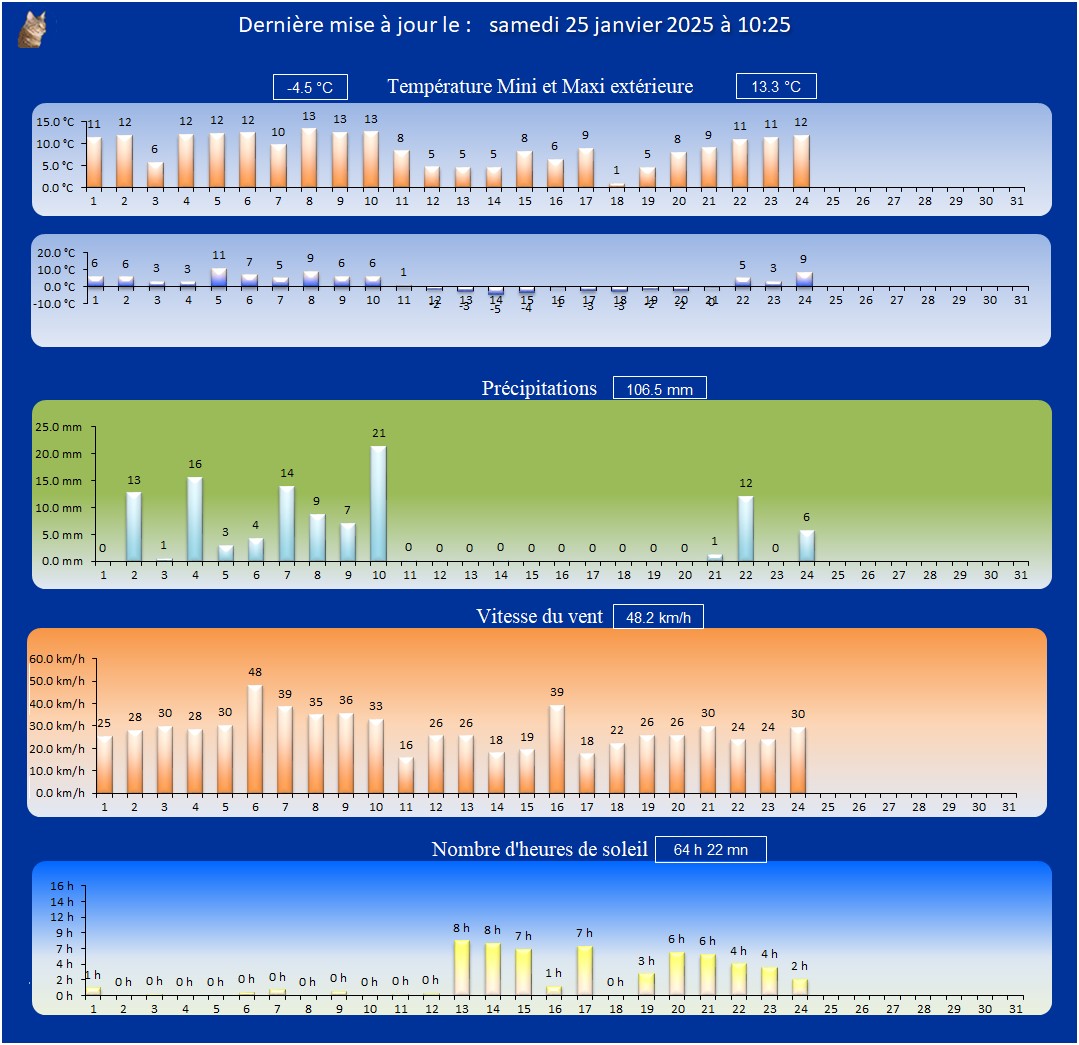 Dernière mise à jour le : samedi 25 janvier 2025 à 10:25
-4.5 °C Température Mini et Maxi extérieure 13.3 °C
15.0 °C
10.0 °C
5.0 °C
0.0 °C
11 12 6 12 12 12 10 13 13 13 8 5 5 5 8 6 9 1 5 8 9 11 11 12
1 2 3 4 5 6 7 8 9 10 11 12 13 14 15 16 17 18 19 20 21 22 23 24 25 26 27 28 29 30 31
20.0 °C
10.0 °C
0.0 °C
-10.0 °C
6 6 3 3 11 7 5 9 6 6 1 -2 -3 -5 -4 -3 -3 -2 -2 0 5 3 9
1 2 3 4 5 6 7 8 9 10 11 12 13 14 15 16 17 18 19 20 21 22 23 24 25 26 27 28 29 30 31
Précipitations 106.5 mm
25.0 mm
20.0 mm
15.0 mm
10.0 mm
5.0 mm
0.0 mm
0 13 1 16 3 4 14 9 7 21 0 0 0 0 0 0 0 0 0 0 1 12 0 6
1 2 3 4 5 6 7 8 9 10 11 12 13 14 15 16 17 18 19 20 21 22 23 24 25 26 27 28 29 30 31
Vitesse du vent 48.2 km/h
60.0 km/h
50.0 km/h
40.0 km/h
30.0 km/h
20.0 km/h
10.0 km/h
0.0 km/h
25 28 30 28 30 48 39 35 36 33 16 26 26 18 19 39 18 22 26 26 30 24 24 30
1 2 3 4 5 6 7 8 9 10 11 12 13 14 15 16 17 18 19 20 21 22 23 24 25 26 27 28 29 30 31
Nombre d'heures de soleil 64 h 22 mn
16 h
14 h
12 h
9 h
7 h
4 h
2 h
0 h
1 h 0 h 0 h 0 h 0 h 0 h 0 h 0 h 0 h 0 h 0 h 0 h 8 h 8 h 7 h 1 h 7 h 0 h 3 h 6 h 6 h 4 h 4 h 2 h
1 2 3 4 5 6 7 8 9 10 11 12 13 14 15 16 17 18 19 20 21 22 23 24 25 26 27 28 29 30 31